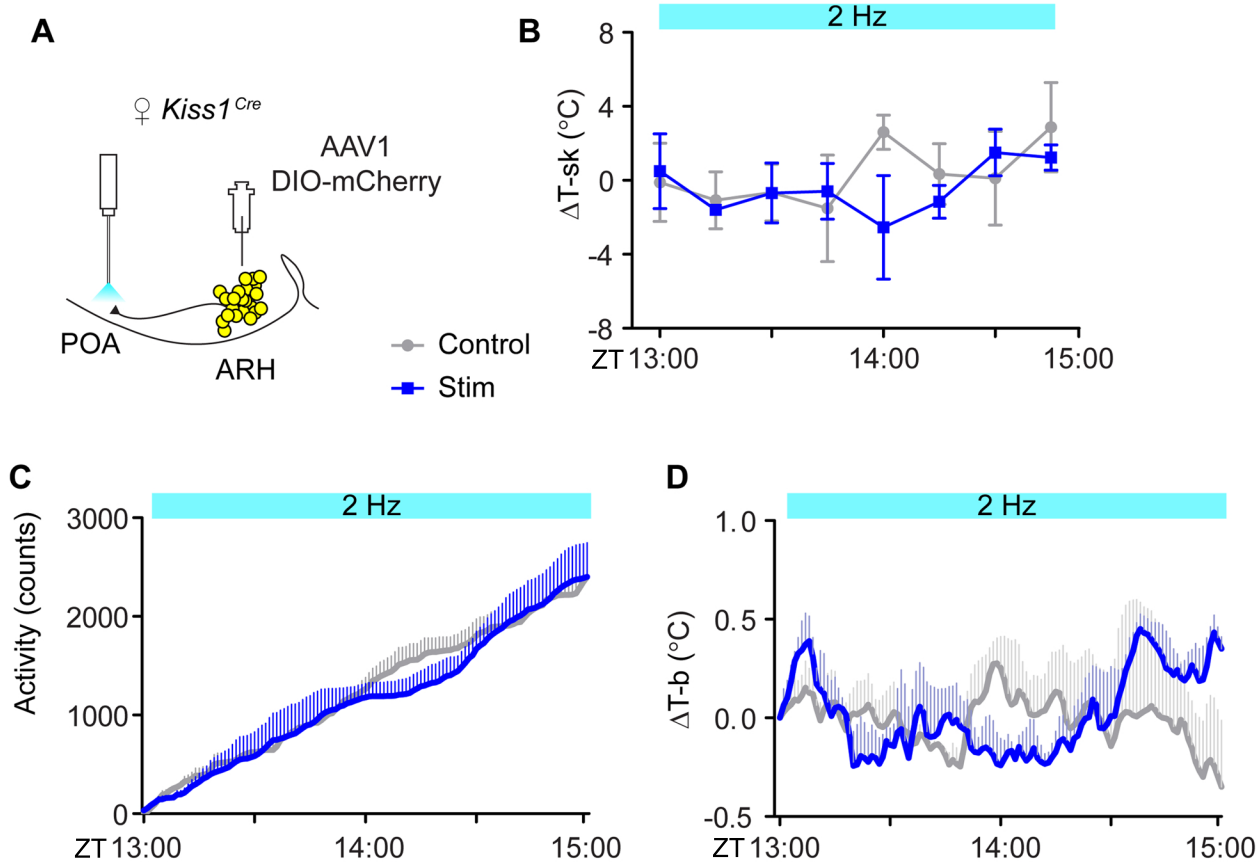 A
♀ Kiss1 Cre
AAV1
DIO-mCherry
POA
ARH
Control
Stim
B
2 Hz
ΔT-sk (°C)
8
4
0
-4
-8
ZT 13:00 14:00 15:00
C
2 Hz
Activity (counts)
3000
2000
1000
0
ZT 13:00 14:00 15:00
D
2 Hz
ΔT-b (°C)
1.0
0.5
0.0
-0.5
ZT 13:00 14:00 15:00